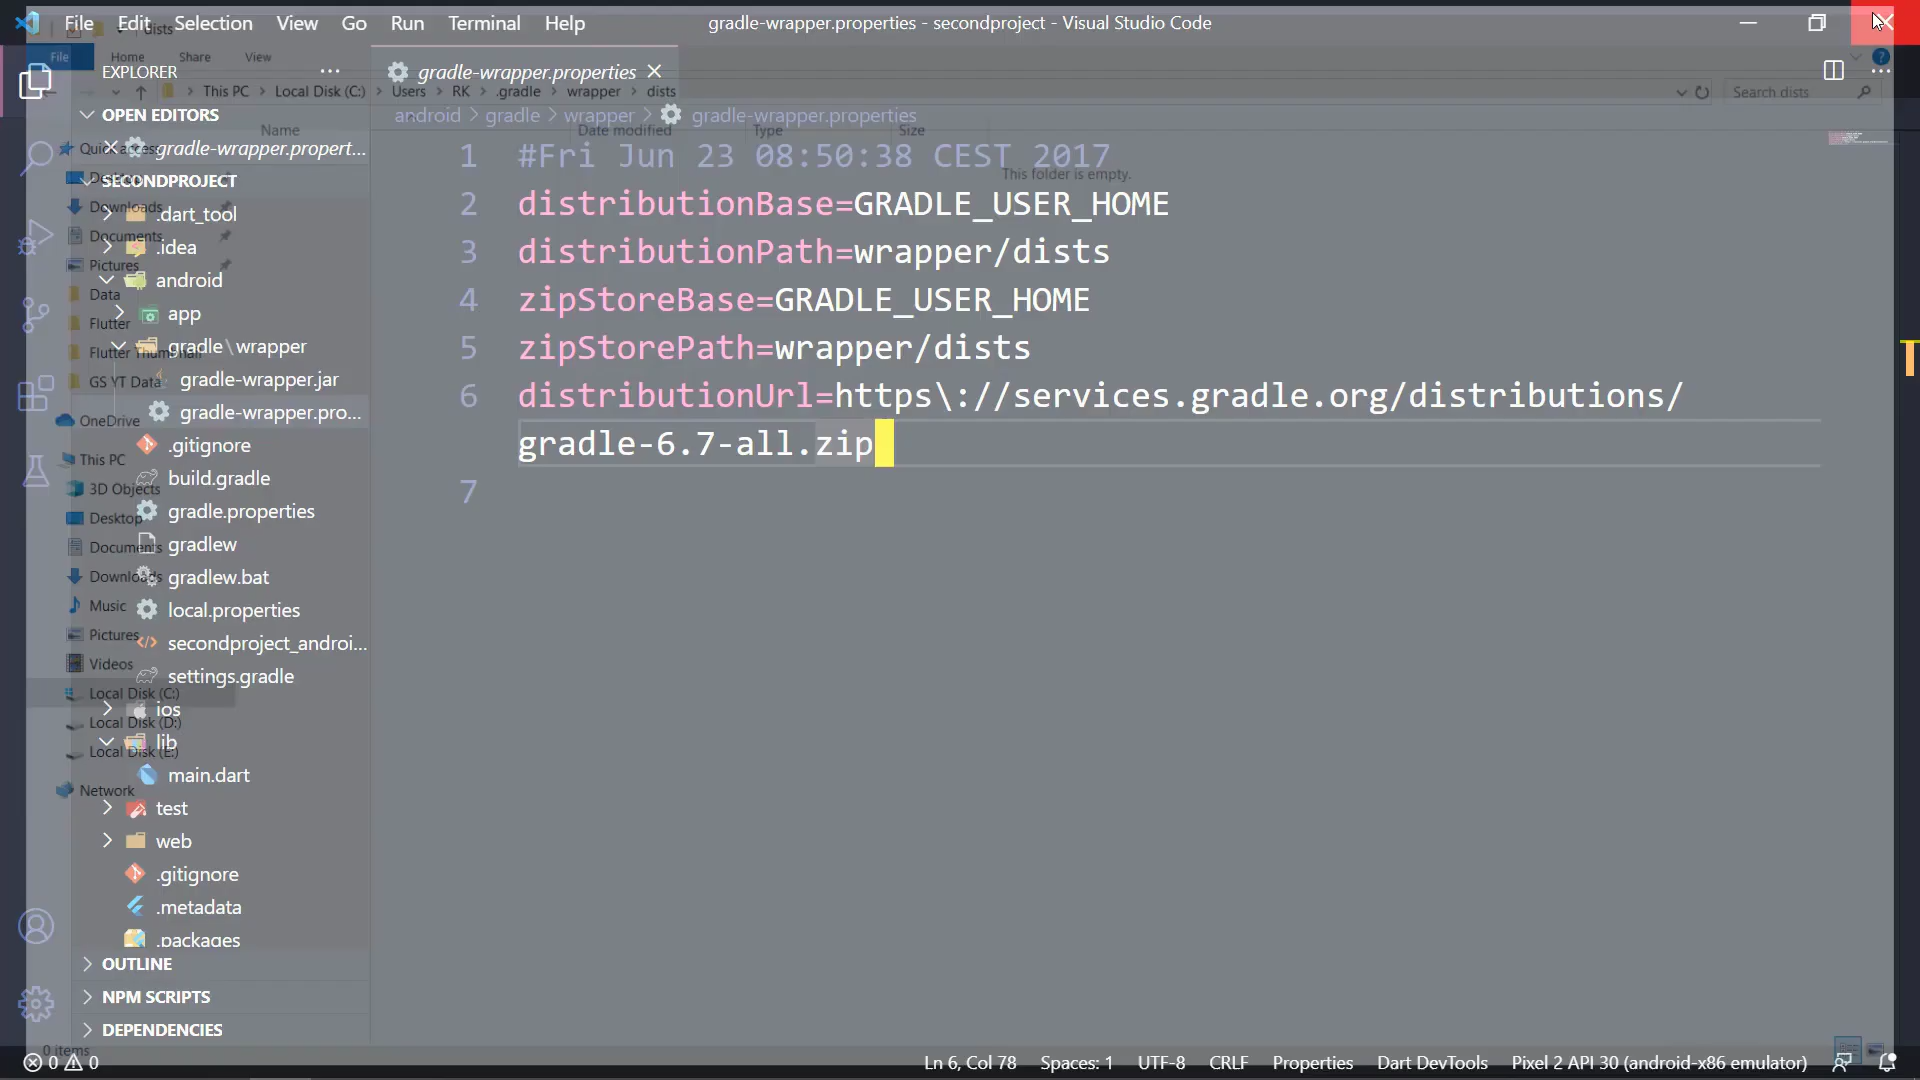 File Edit Selection View Go Run Terminal Help
gradle-wrapper.properties - secondproject - Visual Studio Code
dists
File Home Share View
EXPLORER
gradle-wrapper.properties
This PC Local Disk (C:) Users RK .gradle wrapper dists
Search dists
OPEN EDITORS
android > gradle > wrapper > gradle-wrapper.properties
Name Date modified Type Size
Quick access
gradle-wrapper.propert...
This folder is empty.
SECONDPROJECT
.dart_tool
Downloads
Documents
.idea
Pictures
android
Data
app
Flutter
gradle\wrapper
gradle-wrapper.jar
GS YT Data
gradle-wrapper.pro...
OneDrive
.gitignore
This PC
build.gradle
3D Objects
gradle.properties
Desktop
gradlew
Documents
gradlew.bat
Downloads
local.properties
Music
secondproject_androi...
Pictures
settings.gradle
Videos
Local Disk (C:)
ios
Local Disk (D:)
lib
Local Disk (E:)
main.dart
Network
test
web
.gitignore
.metadata
.packages
OUTLINE
NPM SCRIPTS
DEPENDENCIES
1 #Fri Jun 23 08:50:38 CEST 2017
2 distributionBase=GRADLE_USER_HOME
3 distributionPath=wrapper/dists
4 zipStoreBase=GRADLE_USER_HOME
5 zipStorePath=wrapper/dists
6 distributionUrl=https\://services.gradle.org/distributions/
gradle-6.7-all.zip
7
0 items
0 0
Ln 6, Col 78 Spaces: 1 UTF-8 CRLF Properties Dart DevTools Pixel 2 API 30 (android-x86 emulator)